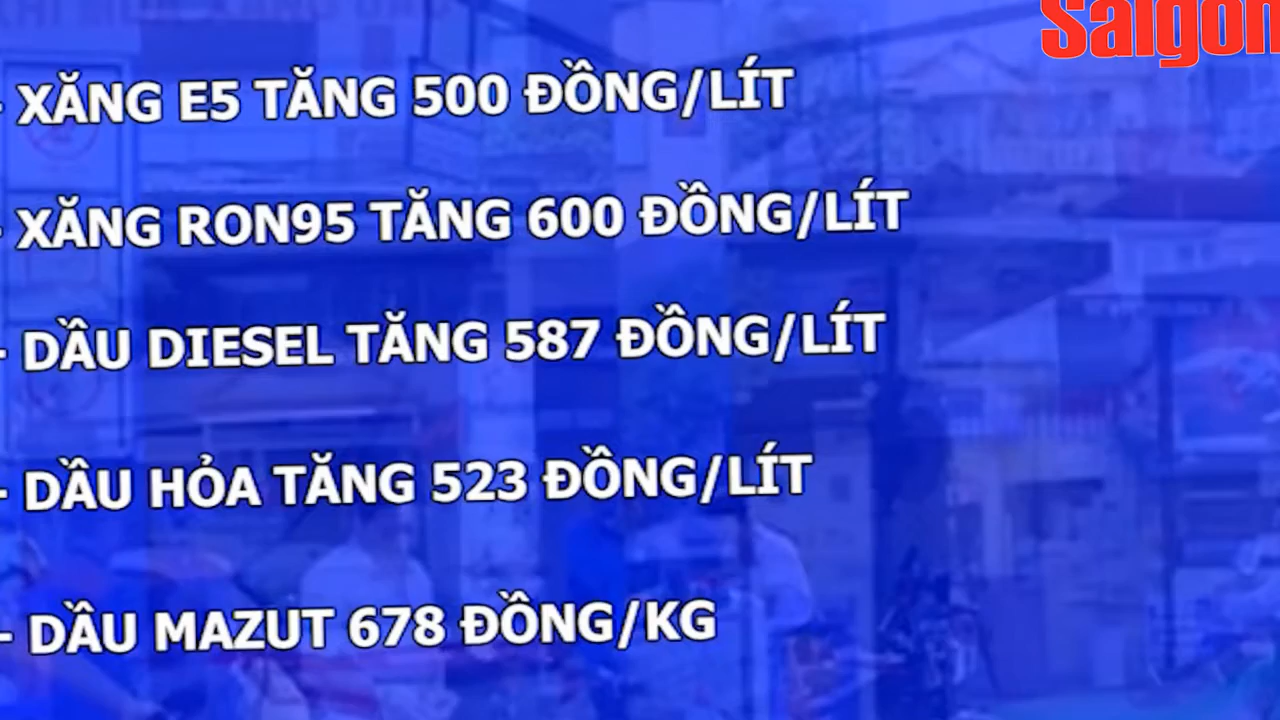 Saigon
- XĂNG E5 TĂNG 500 ĐỒNG/LÍT
- XĂNG RON95 TĂNG 600 ĐỒNG/LÍT
- DẦU DIESEL TĂNG 587 ĐỒNG/LÍT
- DẦU HỎA TĂNG 523 ĐỒNG/LÍT
- DẦU MAZUT 678 ĐỒNG/KG